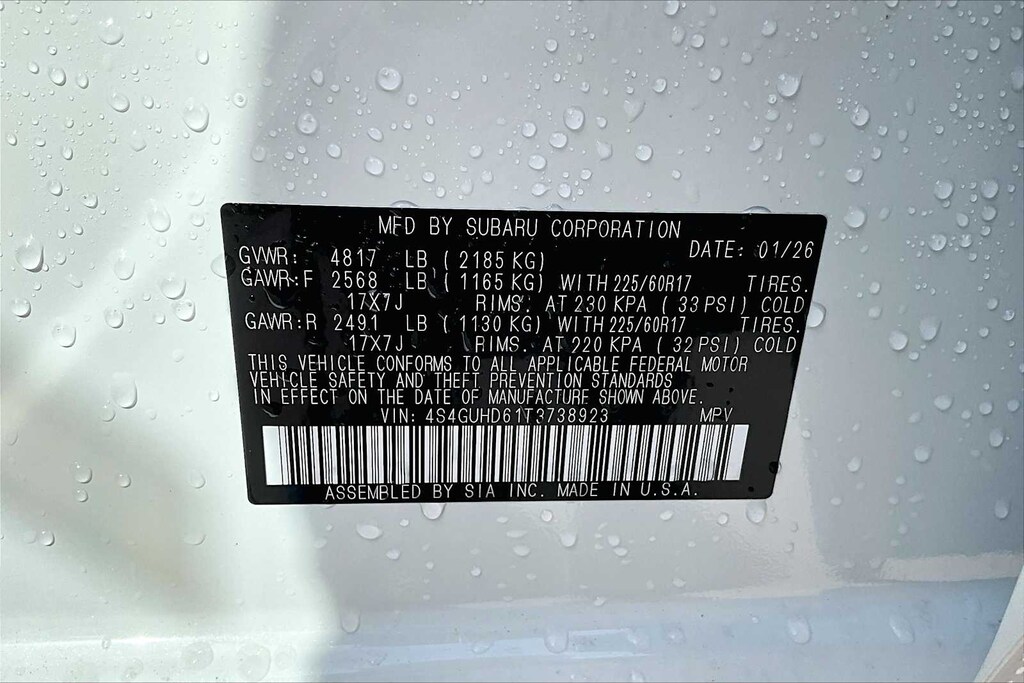 MFD BY SUBARU CORPORATION
DATE: 01/26
GVWR: 4817 LB ( 2185 KG)
GAWR:F 2568 LB ( 1165 KG) WITH 225/60R17 TIRES.
17X7J RIMS. AT 230 KPA ( 33 PSI) COLD
GAWR:R 2491 LB ( 1130 KG) WITH 225/60R17 TIRES.
17X7J RIMS. AT 220 KPA ( 32 PSI) COLD
THIS VEHICLE CONFORMS TO ALL APPLICABLE FEDERAL MOTOR
VEHICLE SAFETY AND THEFT PREVENTION STANDARDS
IN EFFECT ON THE DATE OF MANUFACTURE SHOWN ABOVE.
VIN: 4S4GUHD61T3738923 MPV
ASSEMBLED BY SIA INC. MADE IN U.S.A.